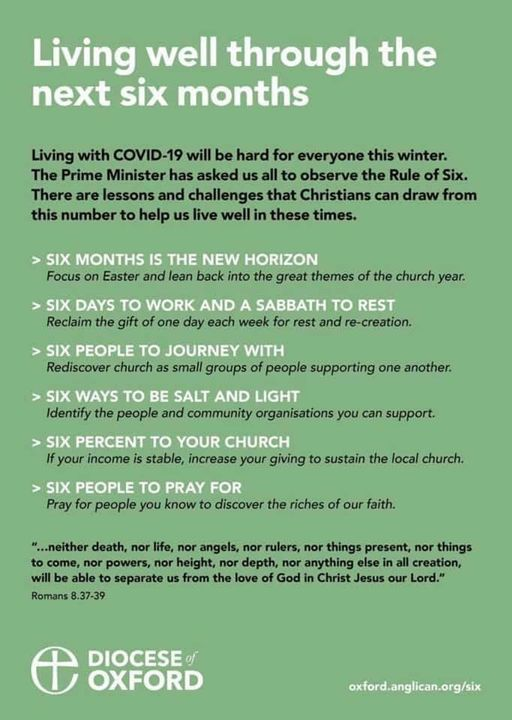 Living well through the
next six months
Living with COVID-19 will be hard for everyone this winter.
The Prime Minister has asked us all to observe the Rule of Six.
There are lessons and challenges that Christians can draw from
this number to help us live well in these times.
> SIX MONTHS IS THE NEW HORIZON
Focus on Easter and lean back into the great themes of the church year.
> SIX DAYS TO WORK AND A SABBATH TO REST
Reclaim the gift of one day each week for rest and re-creation.
> SIX PEOPLE TO JOURNEY WITH
Rediscover church as small groups of people supporting one another.
> SIX WAYS TO BE SALT AND LIGHT
Identify the people and community organisations you can support.
> SIX PERCENT TO YOUR CHURCH
If your income is stable, increase your giving to sustain the local church.
> SIX PEOPLE TO PRAY FOR
Pray for people you know to discover the riches of our faith.
"...neither death, nor life, nor angels, nor rulers, nor things present, nor things
to come, nor powers, nor height, nor depth, nor anything else in all creation,
will be able to separate us from the love of God in Christ Jesus our Lord."
Romans 8.37-39
DIOCESE of
OXFORD
oxford.anglican.org/six